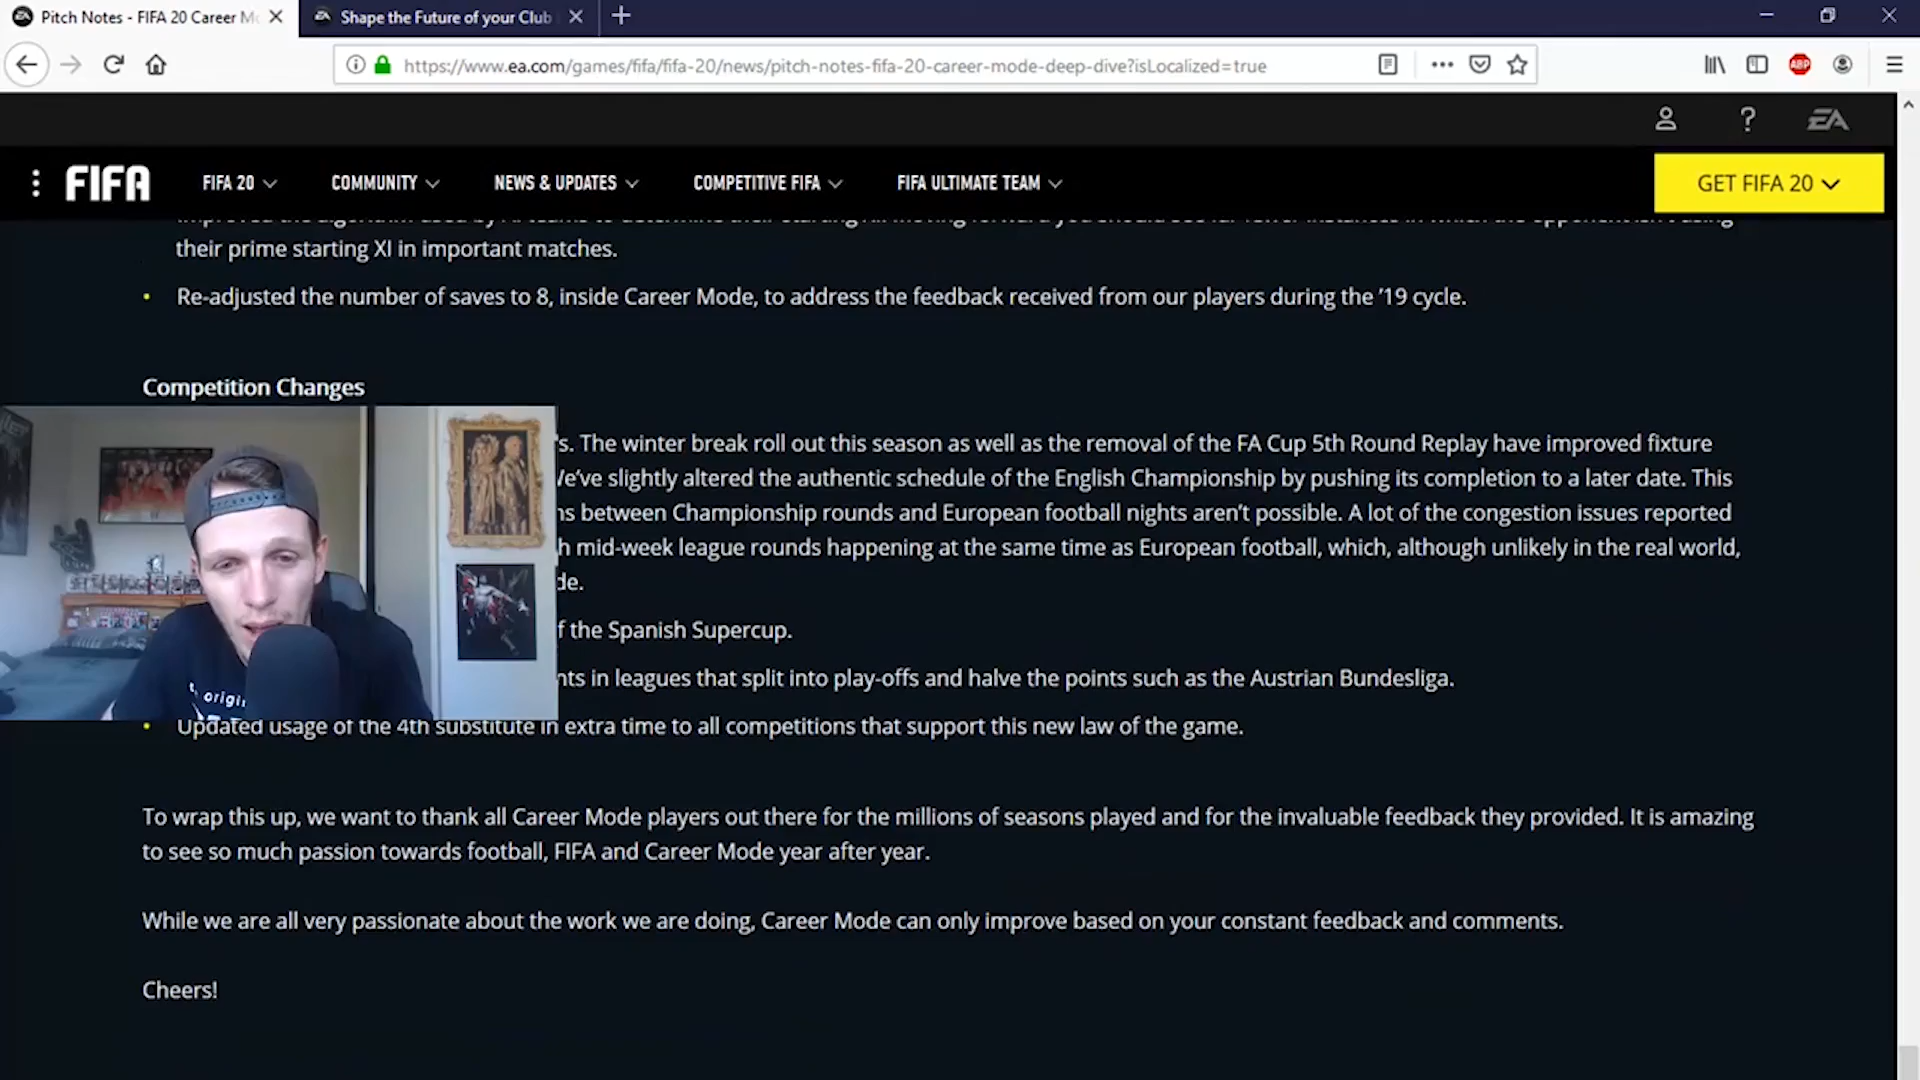 Pitch Notes - FIFA 20 Career Mo
Shape the Future of your Club
https://www.ea.com/games/fifa/fifa-20/news/pitch-notes-fifa-20-career-mode-deep-dive?isLocalized=true
ABP
EA
FIFA
FIFA 20
COMMUNITY
NEWS & UPDATES
COMPETITIVE FIFA
FIFA ULTIMATE TEAM
GET FIFA 20
their prime starting XI in important matches.
• Re-adjusted the number of saves to 8, inside Career Mode, to address the feedback received from our players during the ’19 cycle.
Competition Changes
's. The winter break roll out this season as well as the removal of the FA Cup 5th Round Replay have improved fixture
We’ve slightly altered the authentic schedule of the English Championship by pushing its completion to a later date. This
ns between Championship rounds and European football nights aren’t possible. A lot of the congestion issues reported
h mid-week league rounds happening at the same time as European football, which, although unlikely in the real world,
de.
f the Spanish Supercup.
nts in leagues that split into play-offs and halve the points such as the Austrian Bundesliga.
• Updated usage of the 4th substitute in extra time to all competitions that support this new law of the game.
origi
To wrap this up, we want to thank all Career Mode players out there for the millions of seasons played and for the invaluable feedback they provided. It is amazing
to see so much passion towards football, FIFA and Career Mode year after year.
While we are all very passionate about the work we are doing, Career Mode can only improve based on your constant feedback and comments.
Cheers!